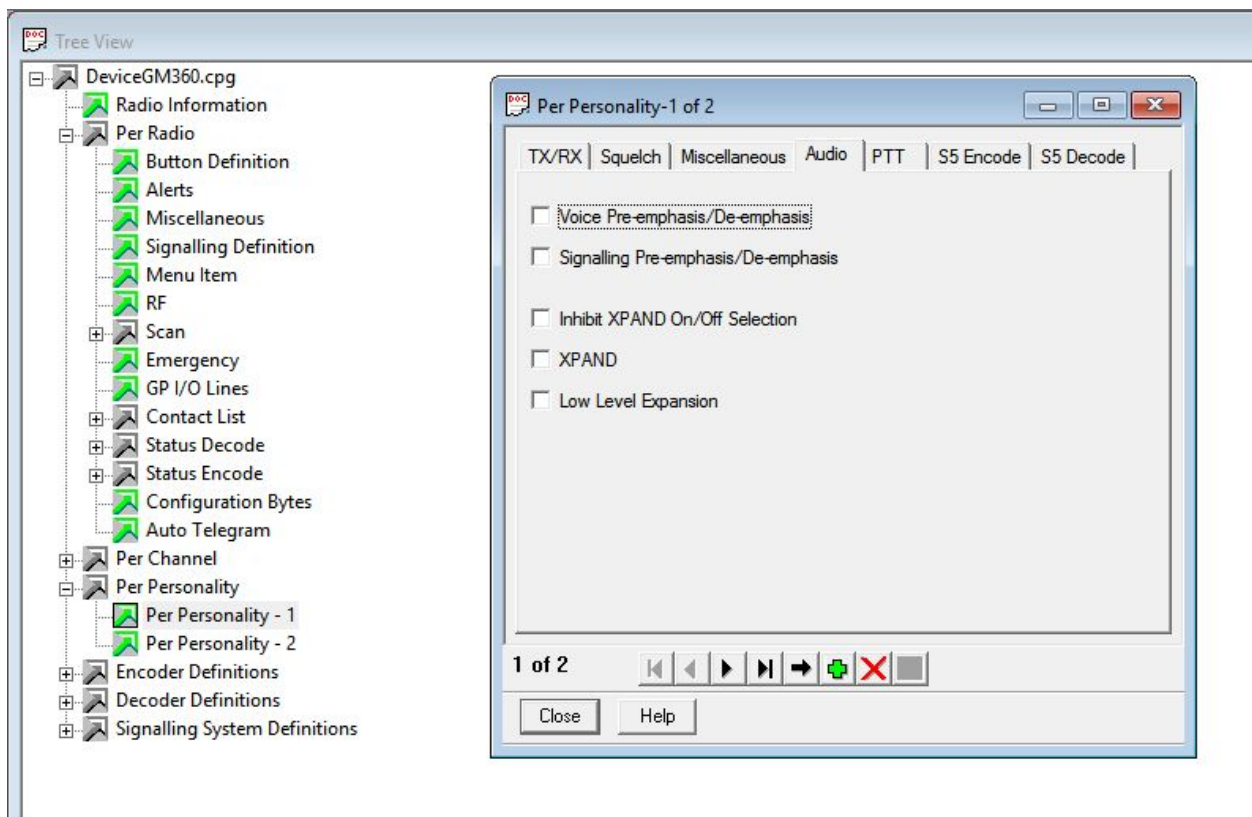 Tree View
DeviceGM360.cpg
Radio Information
Per Radio
Button Definition
Alerts
Miscellaneous
Signalling Definition
Menu Item
RF
Scan
Emergency
GP I/O Lines
Contact List
Status Decode
Status Encode
Configuration Bytes
Auto Telegram
Per Channel
Per Personality
Per Personality - 1
Per Personality - 2
Encoder Definitions
Decoder Definitions
Signalling System Definitions
Per Personality-1 of 2
TX/RX Squelch Miscellaneous Audio PTT S5 Encode S5 Decode
Voice Pre-emphasis/De-emphasis
Signalling Pre-emphasis/De-emphasis
Inhibit XPAND On/Off Selection
XPAND
Low Level Expansion
1 of 2
Close Help